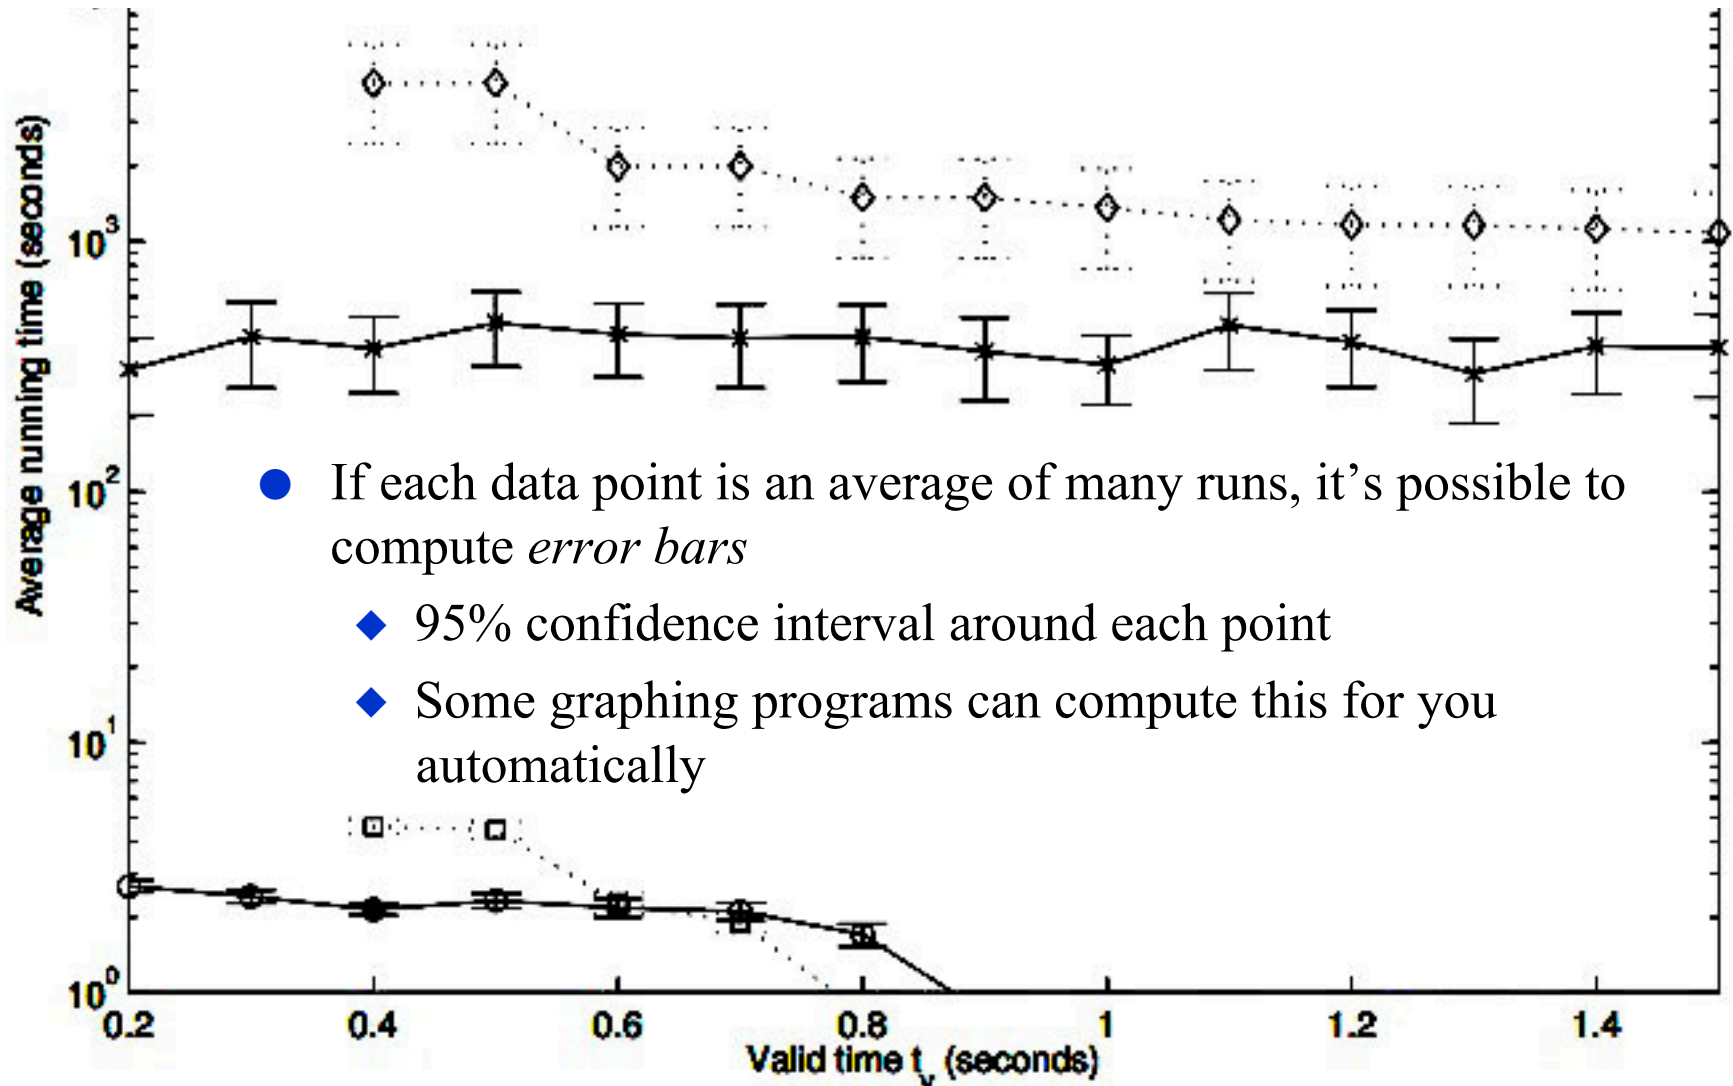 Average running time (seconds)
10³
10²
10¹
10⁰
● If each data point is an average of many runs, it’s possible to
compute error bars
◆ 95% confidence interval around each point
◆ Some graphing programs can compute this for you
automatically
0.2 0.4 0.6 0.8 1 1.2 1.4
Valid time tᵥ (seconds)